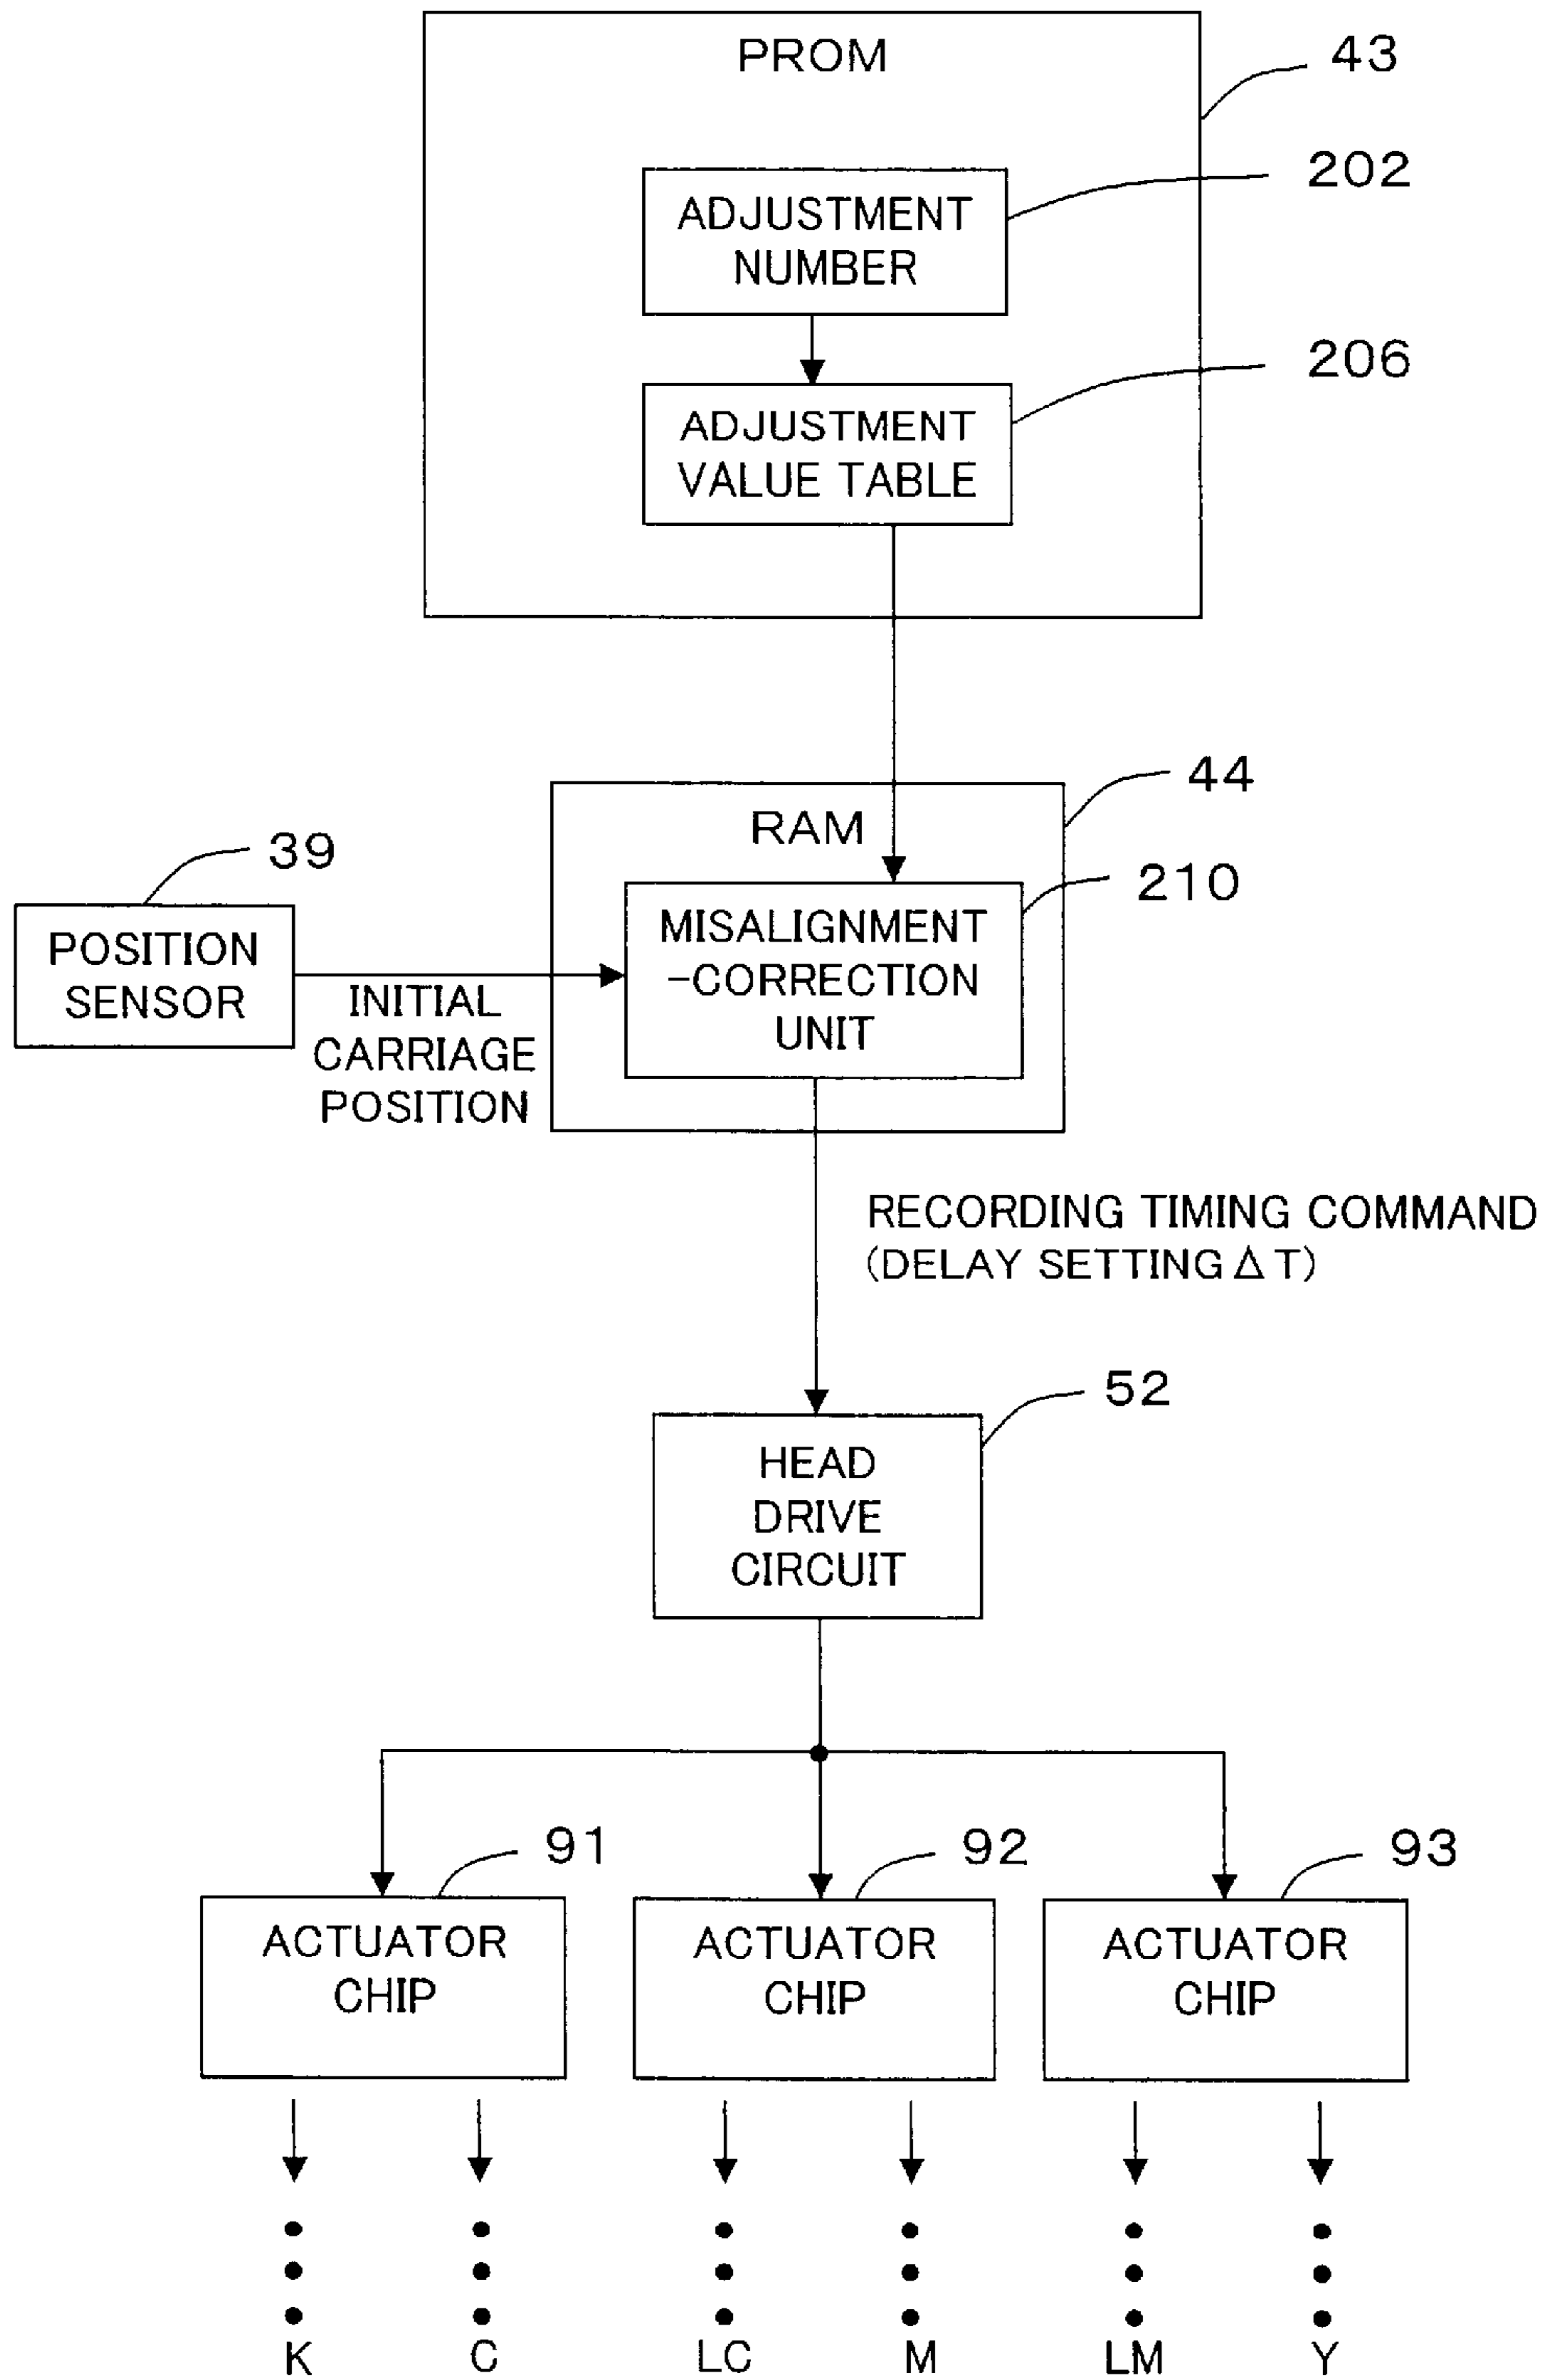 PROM
43
202
ADJUSTMENT
NUMBER
206
ADJUSTMENT
VALUE TABLE
44
RAM
39
210
POSITION
SENSOR
INITIAL
CARRIAGE
POSITION
MISALIGNMENT
-CORRECTION
UNIT
RECORDING TIMING COMMAND
(DELAY SETTING Δ T)
52
HEAD
DRIVE
CIRCUIT
91
92
93
ACTUATOR
CHIP
ACTUATOR
CHIP
ACTUATOR
CHIP
K
C
LC
M
LM
Y